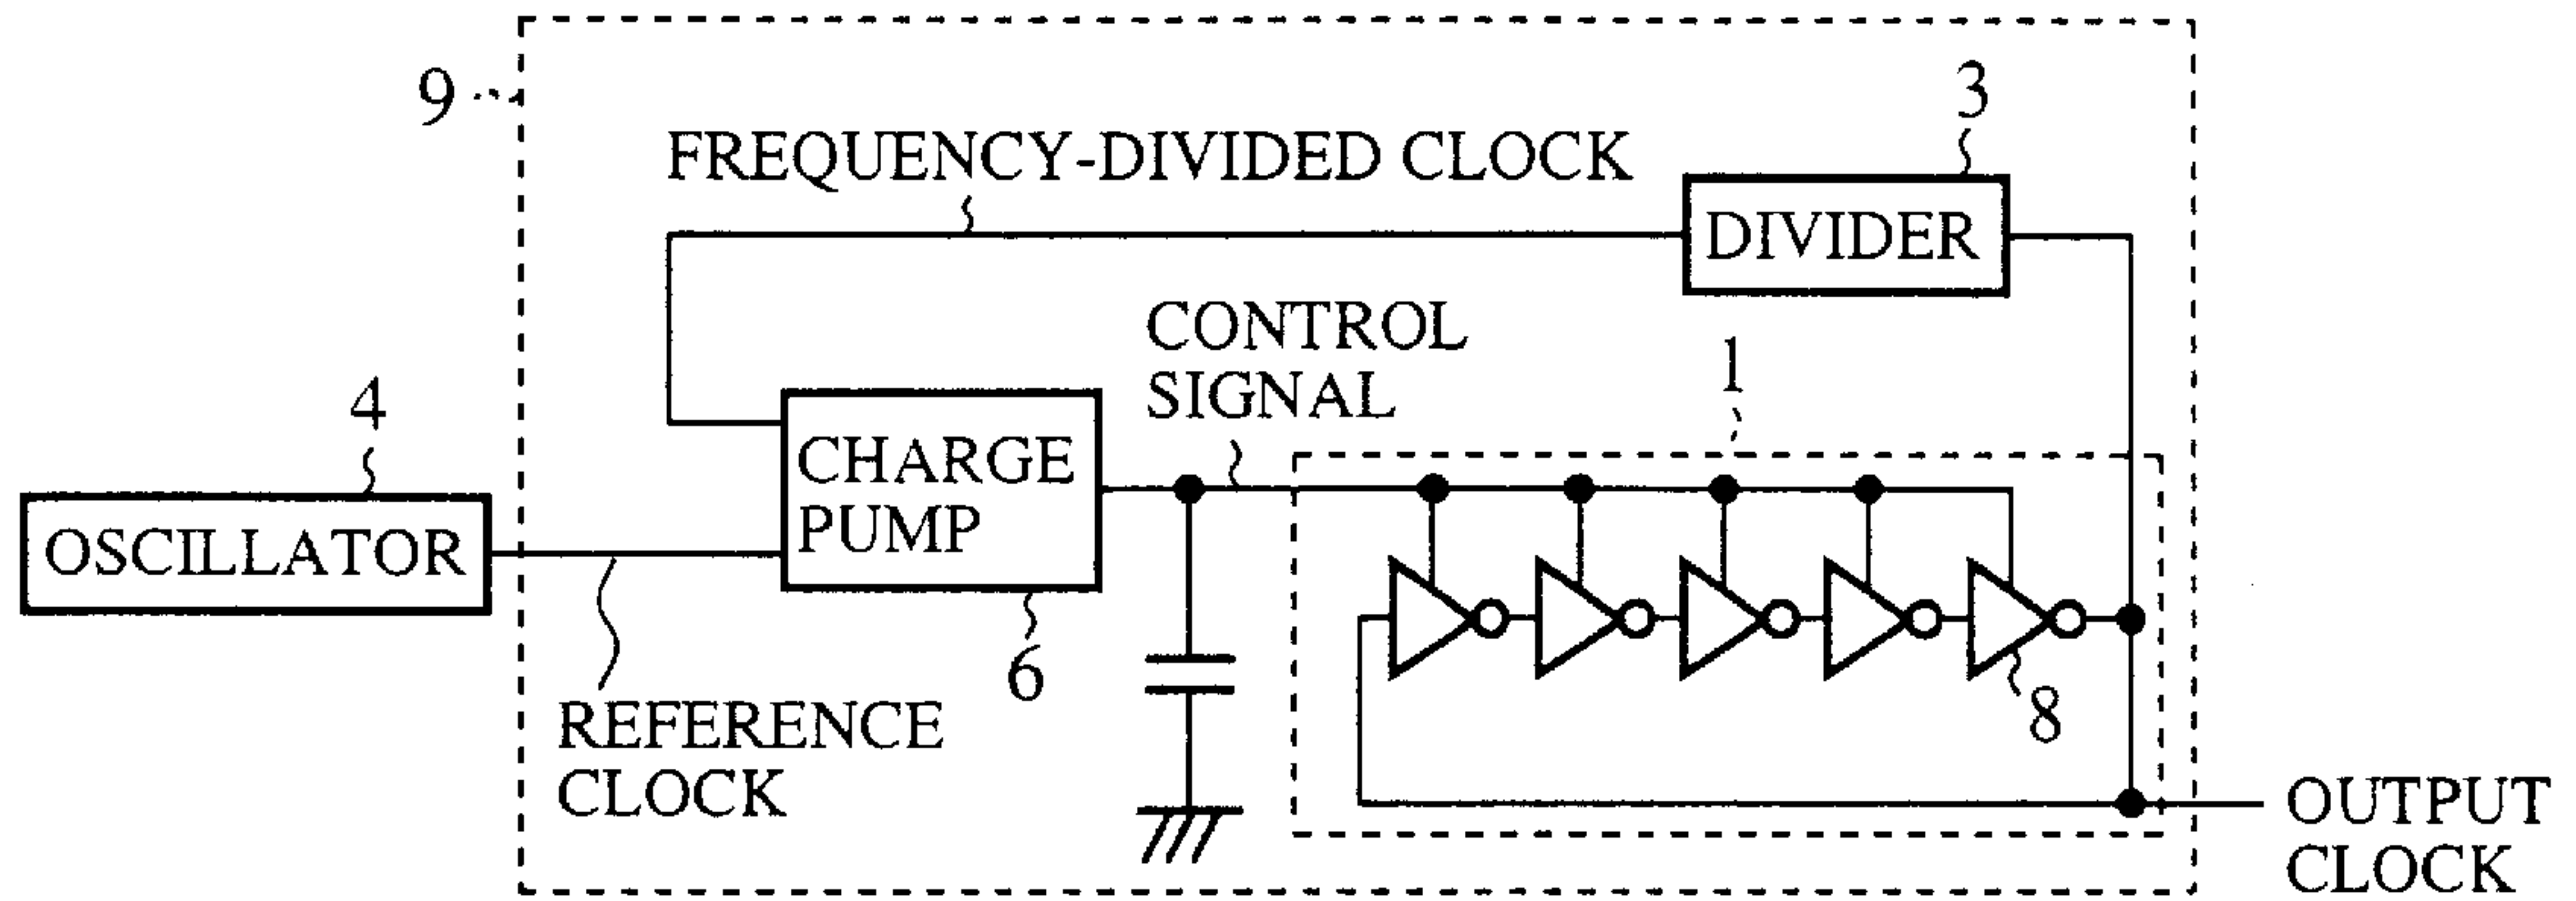 9
3
FREQUENCY-DIVIDED CLOCK
DIVIDER
CONTROL
SIGNAL
1
4
CHARGE
PUMP
OSCILLATOR
6
8
REFERENCE
CLOCK
OUTPUT
CLOCK